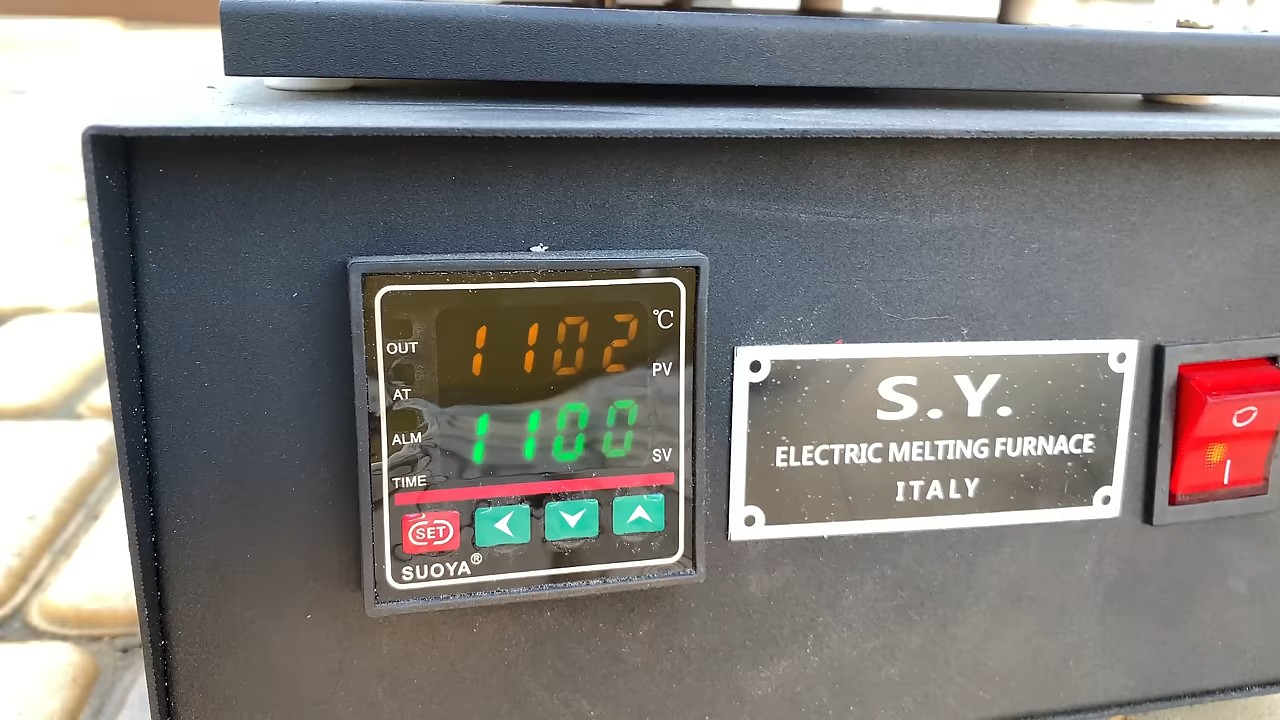 1102 °C
OUT
PV
AT
1100
ALM
SV
TIME
SET
SUOYA®
S.Y.
ELECTRIC MELTING FURNACE
ITALY
O
I